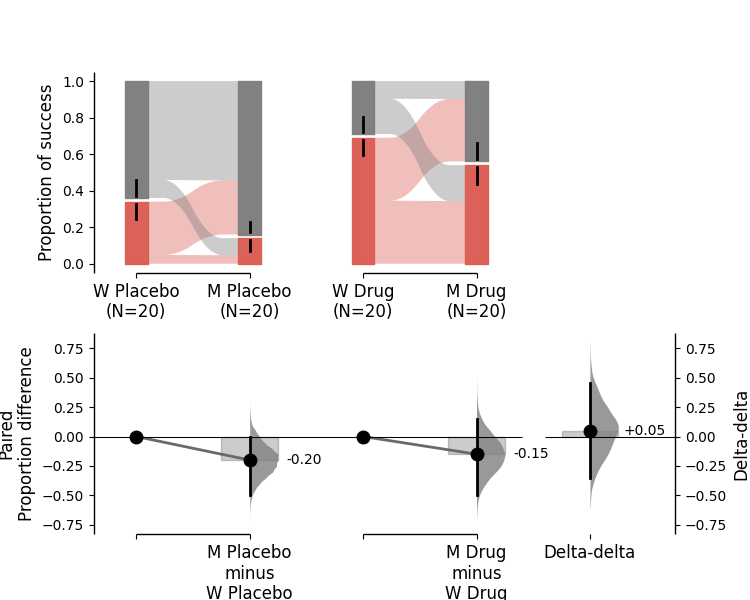 Proportion of success
1.0
0.8
0.6
0.4
0.2
0.0
W Placebo
(N=20)
M Placebo
(N=20)
W Drug
(N=20)
M Drug
(N=20)
Paired
Proportion difference
0.75
0.50
0.25
0.00
−0.25
−0.50
−0.75
-0.20
-0.15
+0.05
0.75
0.50
0.25
0.00
−0.25
−0.50
−0.75
Delta-delta
M Placebo
minus
W Placebo
M Drug
minus
W Drug
Delta-delta